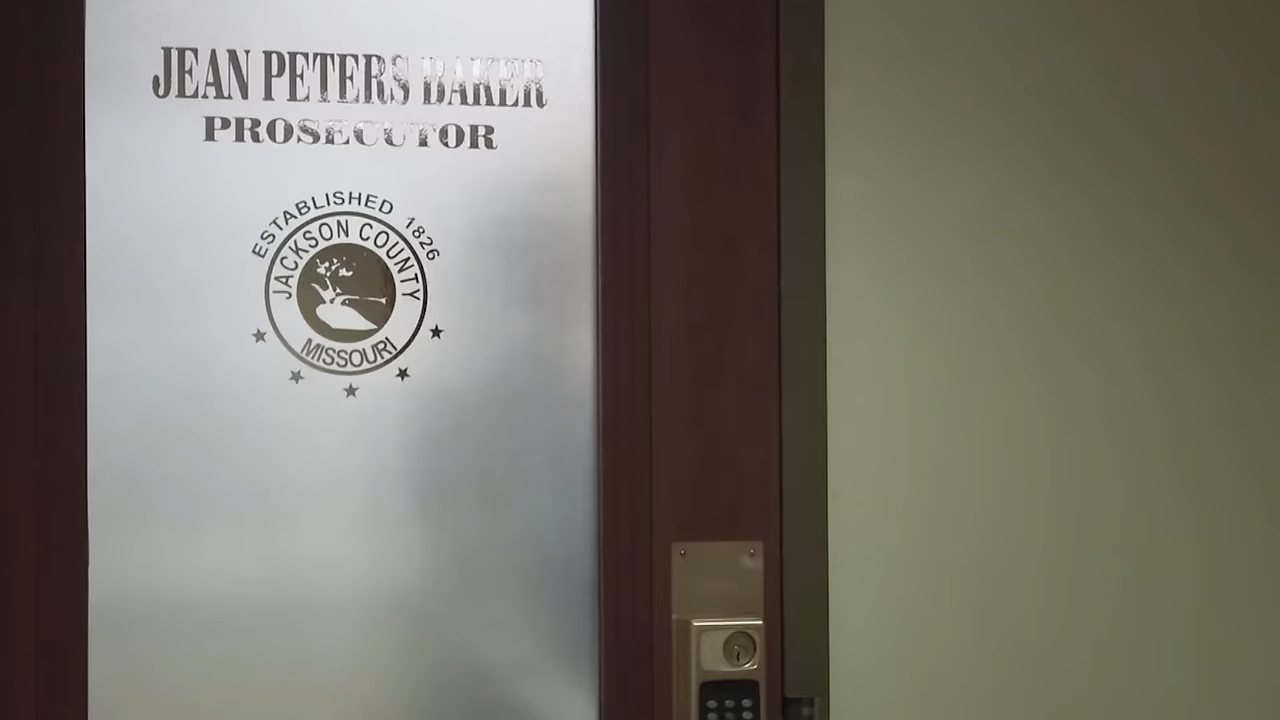 JEAN PETERS BAKER
PROSECUTOR
ESTABLISHED 1826
JACKSON COUNTY
MISSOURI